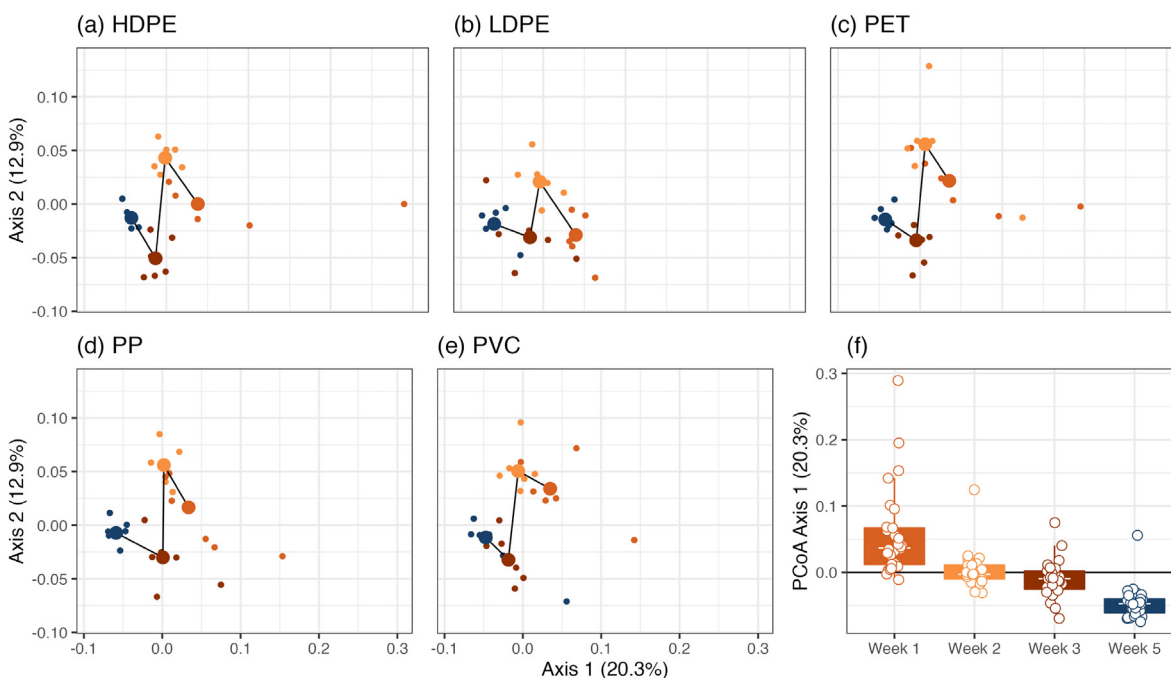 (a) HDPE
(b) LDPE
(c) PET
Axis 2 (12.9%)
0.10
0.05
0.00
-0.05
-0.10
(d) PP
(e) PVC
(f)
Axis 2 (12.9%)
0.10
0.05
0.00
-0.05
-0.10
-0.1 0.0 0.1 0.2 0.3
-0.1 0.0 0.1 0.2 0.3
Axis 1 (20.3%)
PCoA Axis 1 (20.3%)
0.3
0.2
0.1
0.0
Week 1 Week 2 Week 3 Week 5